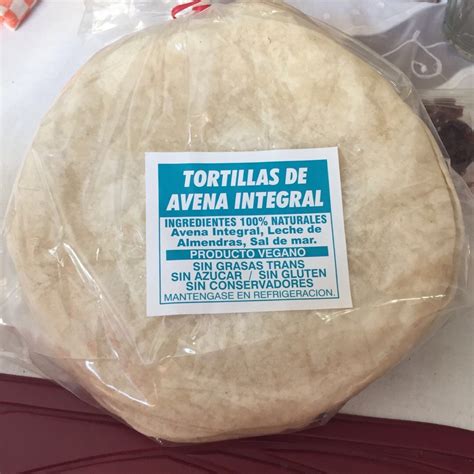 TORTILLAS DE
AVENA INTEGRAL
INGREDIENTES 100% NATURALES
Avena Integral, Leche de
Almendras, Sal de mar.
PRODUCTO VEGANO
SIN GRASAS TRANS
SIN AZUCAR / SIN GLUTEN
SIN CONSERVADORES
MANTENGASE EN REFRIGERACION.